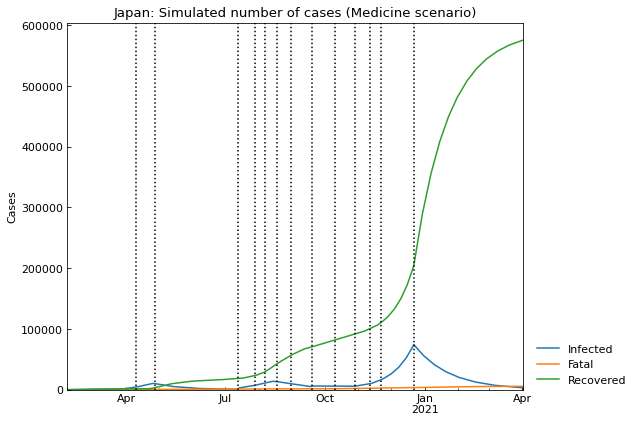 Japan: Simulated number of cases (Medicine scenario)
600000
500000
400000
300000
200000
100000
0
Cases
Apr
Jul
Oct
Jan
2021
Apr
Infected
Fatal
Recovered